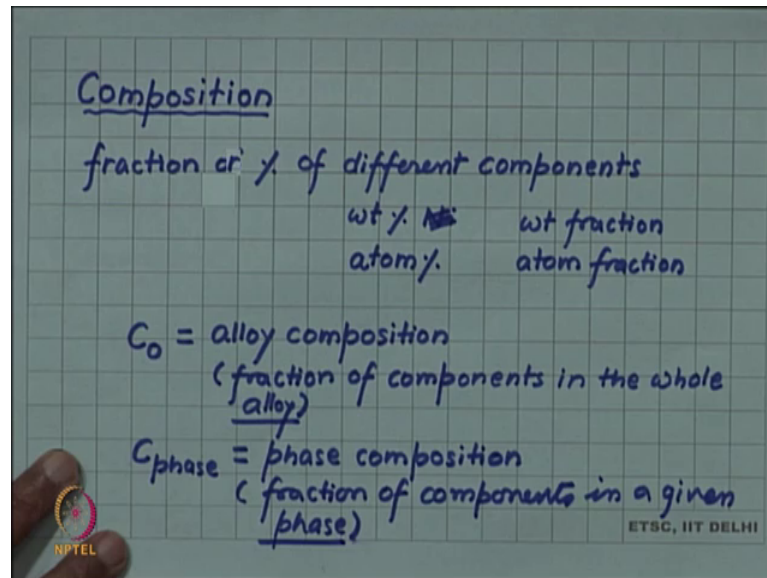 Composition
fraction or % of different components
wt % wt fraction
atom % atom fraction
C₀ = alloy composition
(fraction of components in the whole
alloy)
C_phase = phase composition
(fraction of components in a given
phase)
ETSC, IIT DELHI
NPTEL